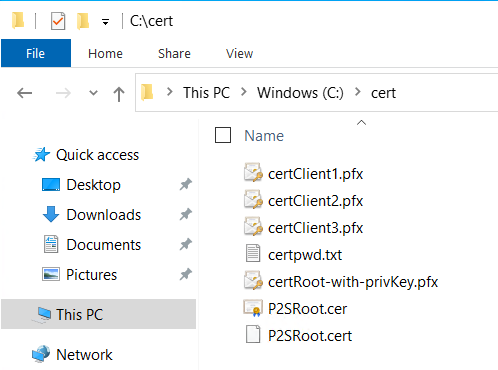 C:\cert
File Home Share View
This PC Windows (C:) cert
Name
Quick access
Desktop
Downloads
Documents
Pictures
This PC
Network
certClient1.pfx
certClient2.pfx
certClient3.pfx
certpwd.txt
certRoot-with-privKey.pfx
P2SRoot.cer
P2SRoot.cert